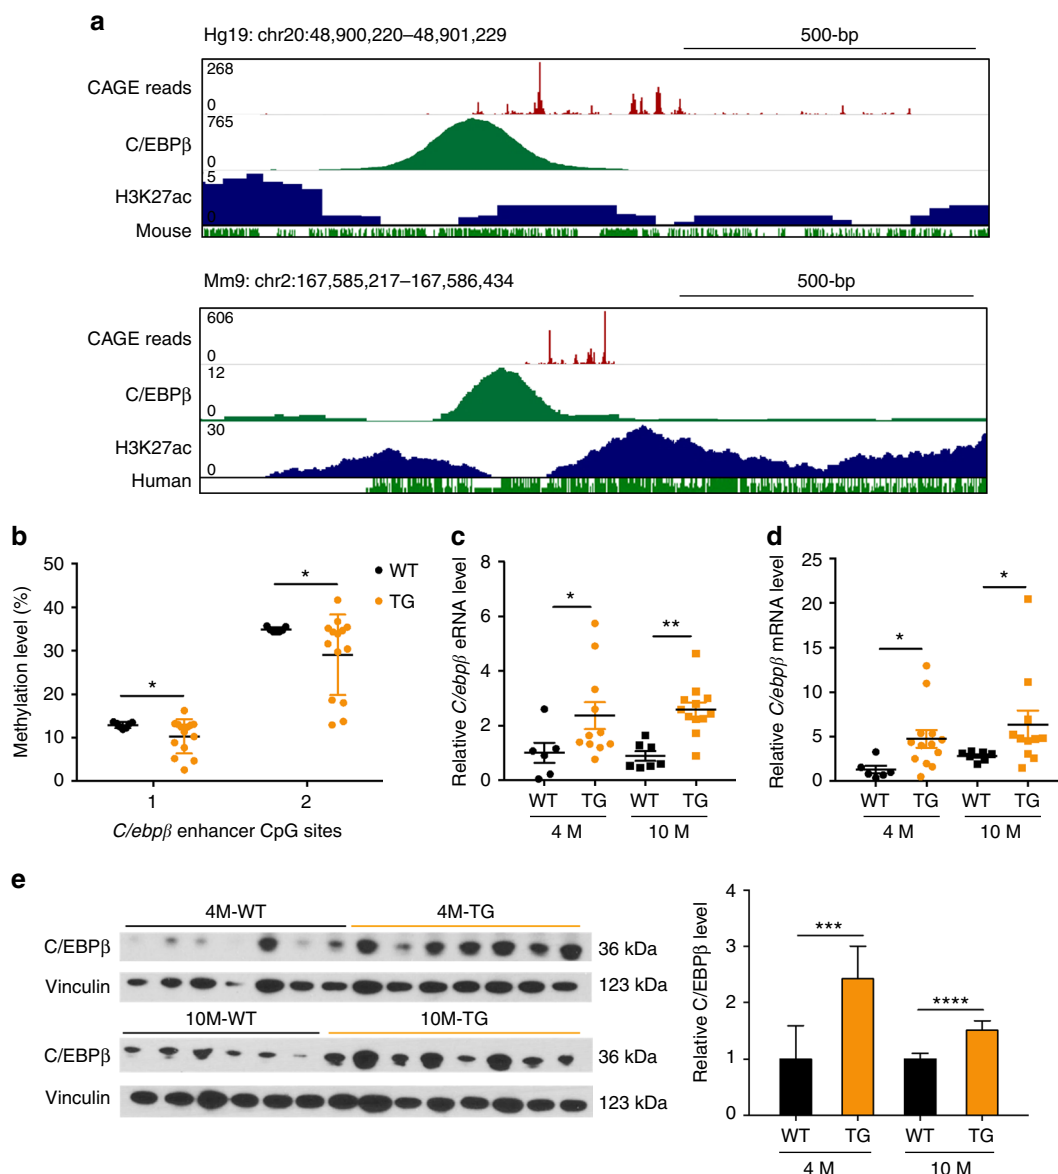 a
Hg19: chr20:48,900,220–48,901,229
500-bp
CAGE reads
268
0
C/EBPβ
765
0
H3K27ac
5
0
Mouse
Mm9: chr2:167,585,217–167,586,434
500-bp
CAGE reads
606
0
C/EBPβ
12
0
H3K27ac
30
0
Human
b
Methylation level (%)
50
40
30
20
10
0
*
*
WT
TG
1
2
C/ebpβ enhancer CpG sites
c
Relative C/ebpβ eRNA level
8
6
4
2
0
*
**
WT TG WT TG
4 M 10 M
d
Relative C/ebpβ mRNA level
25
20
15
10
5
0
*
*
WT TG WT TG
4 M 10 M
e
4M-WT 4M-TG
C/EBPβ 36 kDa
Vinculin 123 kDa
10M-WT 10M-TG
C/EBPβ 36 kDa
Vinculin 123 kDa
Relative C/EBPβ level
4
3
2
1
0
***
****
WT TG WT TG
4 M 10 M